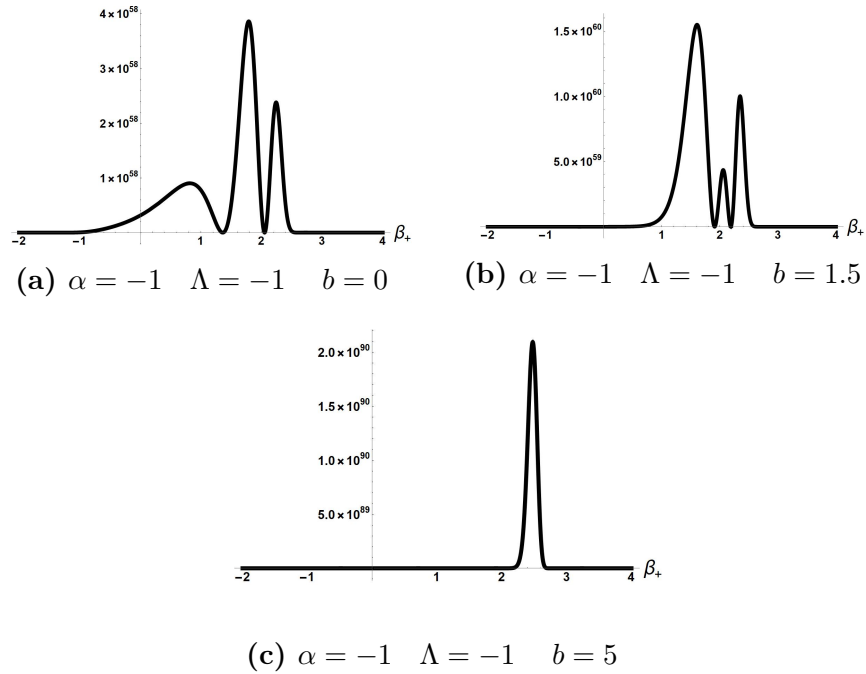 4 × 10^58
3 × 10^58
2 × 10^58
1 × 10^58
-2 -1 1 2 3 4 β₊
(a) α = −1 Λ = −1 b = 0
1.5 × 10^60
1.0 × 10^60
5.0 × 10^59
-2 -1 0 1 2 3 4 β₊
(b) α = −1 Λ = −1 b = 1.5
2.0 × 10^90
1.5 × 10^90
1.0 × 10^90
5.0 × 10^89
-2 -1 0 1 2 3 4 β₊
(c) α = −1 Λ = −1 b = 5